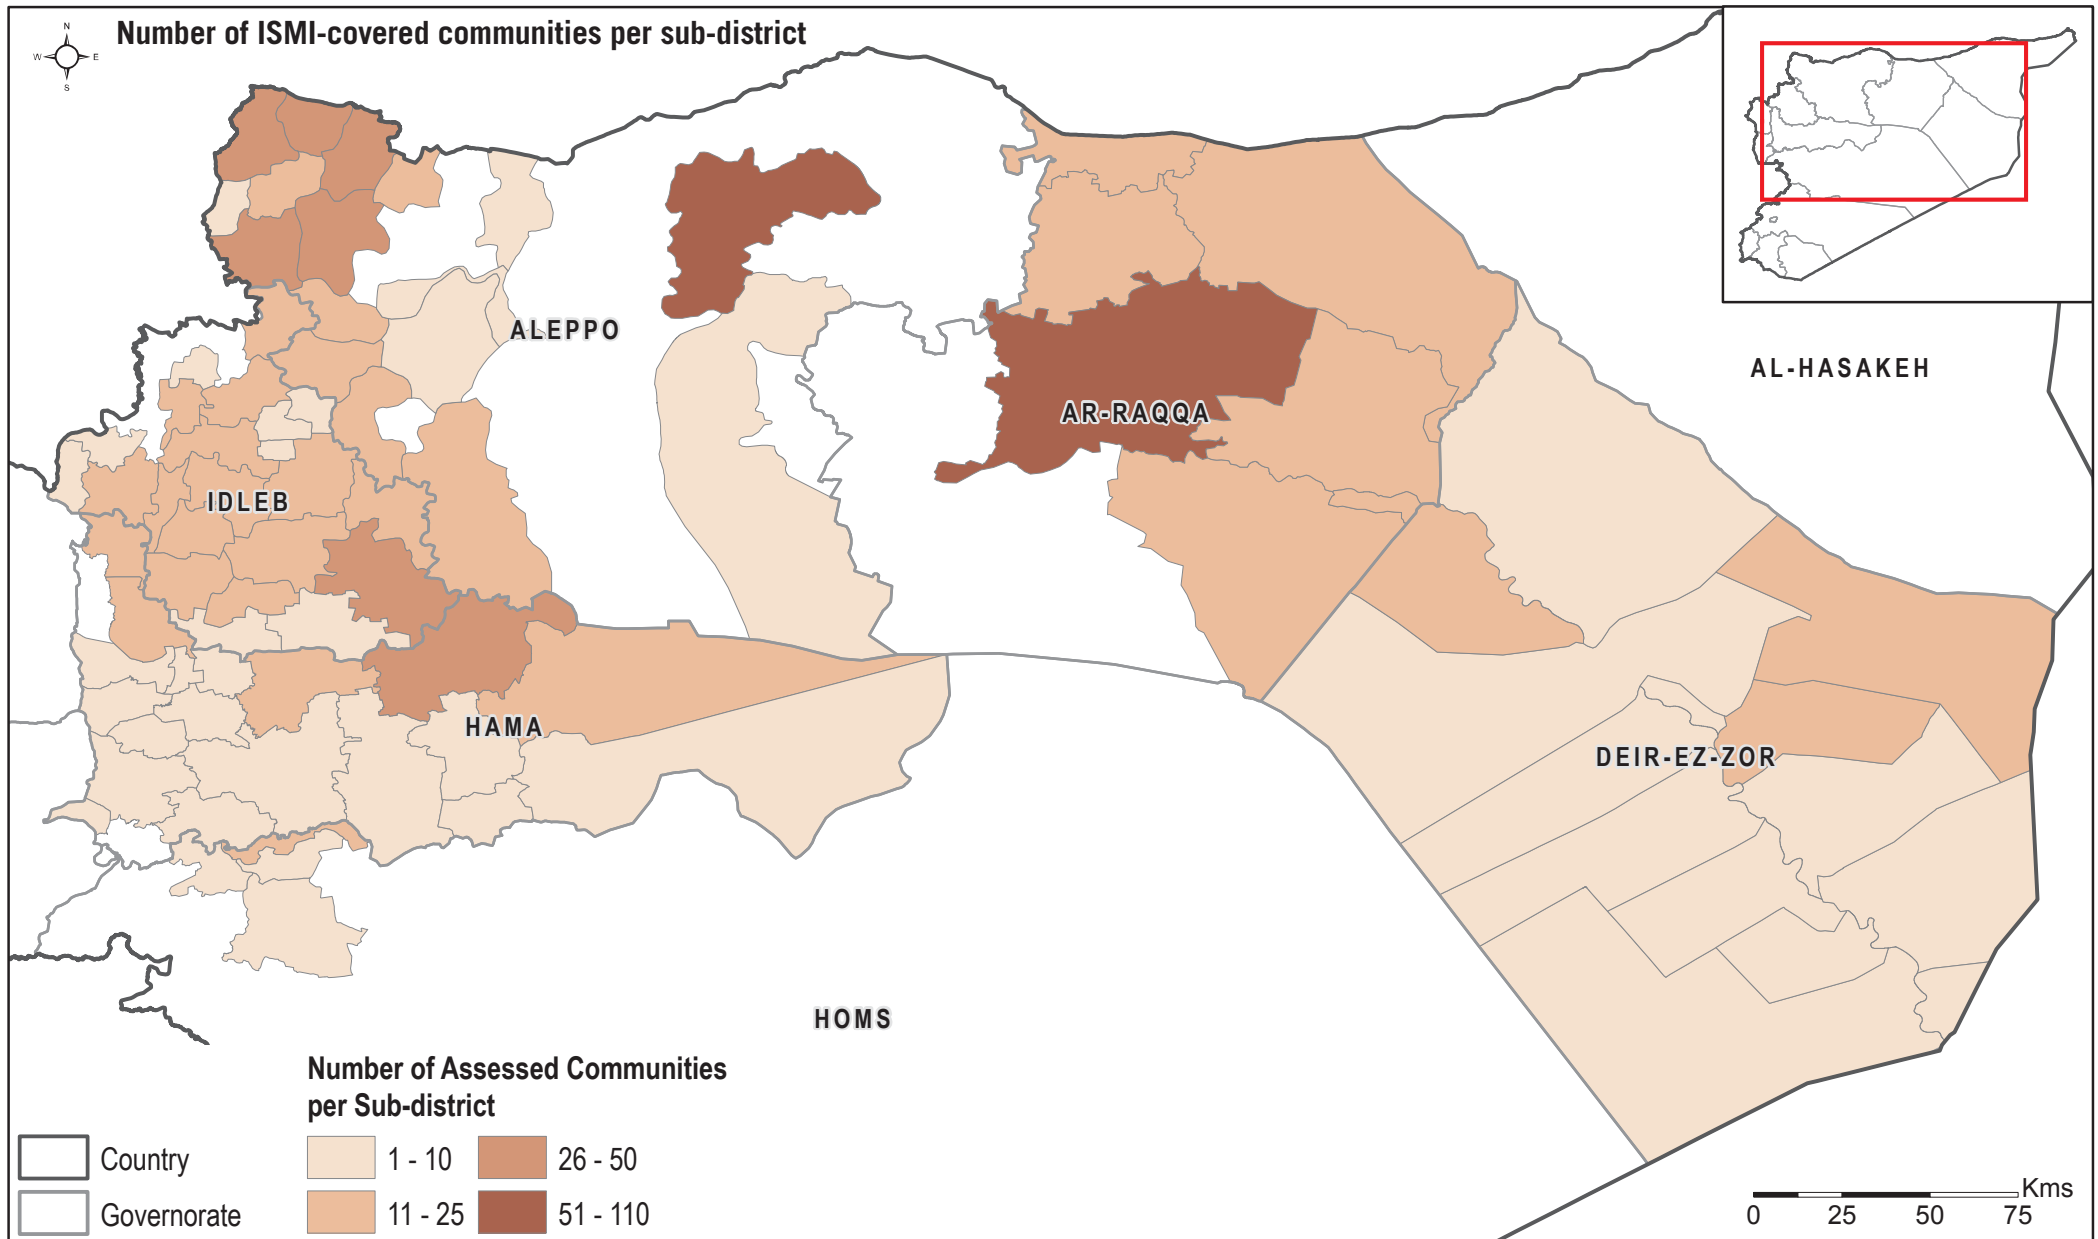 Number of ISMI-covered communities per sub-district
N
W E
S
ALEPPO
AL-HASAKEH
AR-RAQQA
IDLEB
HAMA
DEIR-EZ-ZOR
HOMS
Number of Assessed Communities
per Sub-district
Country
1 - 10
26 - 50
Governorate
11 - 25
51 - 110
Kms
0 25 50 75